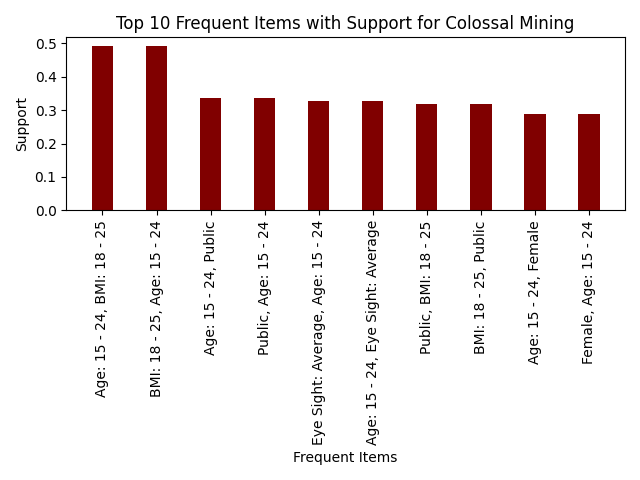 Top 10 Frequent Items with Support for Colossal Mining
Support
0.5
0.4
0.3
0.2
0.1
0.0
Age: 15 - 24, BMI: 18 - 25
BMI: 18 - 25, Age: 15 - 24
Age: 15 - 24, Public
Public, Age: 15 - 24
Eye Sight: Average, Age: 15 - 24
Age: 15 - 24, Eye Sight: Average
Public, BMI: 18 - 25
BMI: 18 - 25, Public
Age: 15 - 24, Female
Female, Age: 15 - 24
Frequent Items